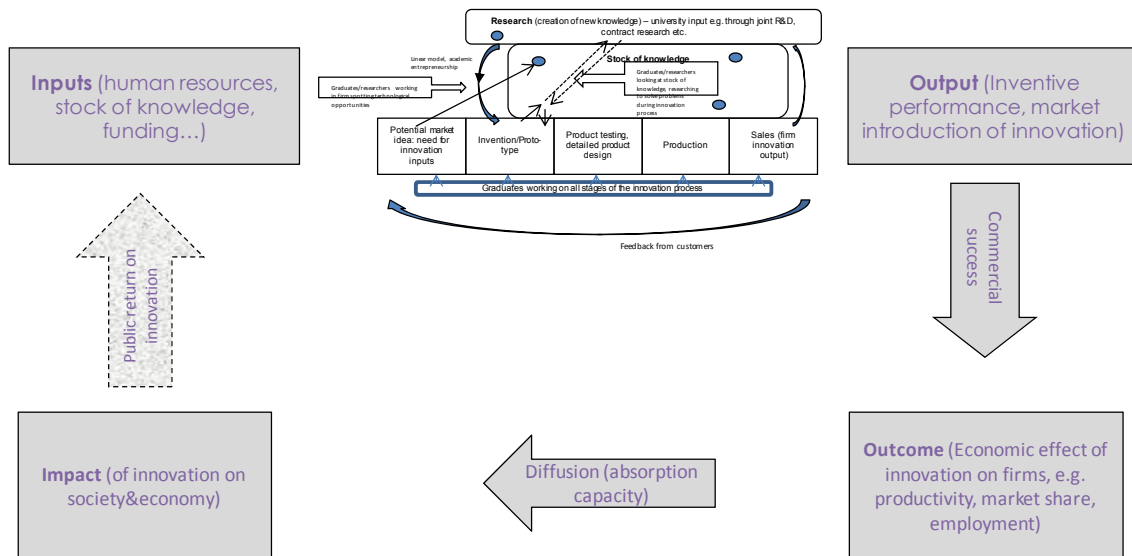 Research (creation of new knowledge) – university input e.g. through joint R&D,
contract research etc.
Inputs (human resources,
stock of knowledge,
funding…)
Linear model, academic
entrepreneurship
Graduates/researchers working
in firm spotting technological
opportunities
Stock of knowledge
Graduates/researchers
looking at stock of
knowledge, researching
to solve problems
during innovation
process
Output (Inventive
performance, market
introduction of innovation)
Potential market
idea: need for
innovation
inputs
Invention/Proto-
type
Product testing,
detailed product
design
Production
Sales (firm
innovation
output)
Graduates working on all stages of the innovation process
Feedback from customers
Public return on
innovation
Commercial
success
Impact (of innovation on
society&economy)
Diffusion (absorption
capacity)
Outcome (Economic effect of
innovation on firms, e.g.
productivity, market share,
employment)